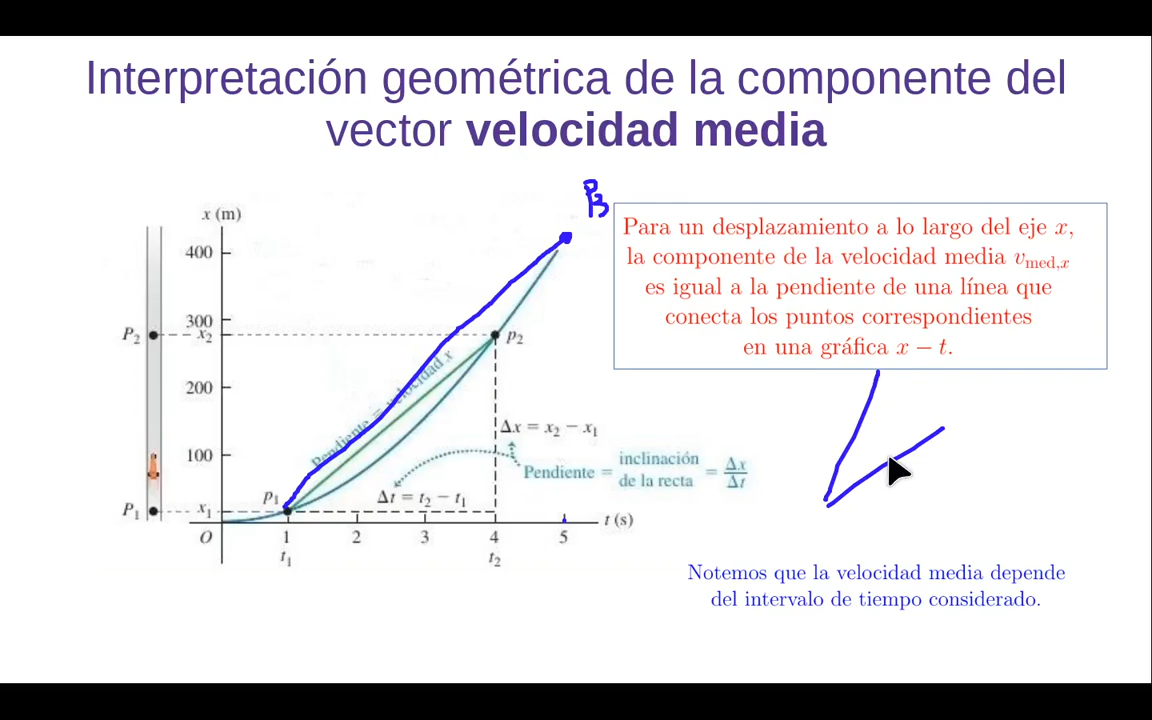 Interpretación geométrica de la componente del
vector velocidad media
x (m)
400
300
x₂
200
100
x₁
O
1
2
3
4
5
t (s)
t₁
t₂
P₂
P₁
p₁
p₂
P₃
Pendiente = velocidad x
Δx = x₂ − x₁
Δt = t₂ − t₁
Pendiente = inclinación de la recta = Δx/Δt
Para un desplazamiento a lo largo del eje x,
la componente de la velocidad media vmed,x
es igual a la pendiente de una línea que
conecta los puntos correspondientes
en una gráfica x − t.
Notemos que la velocidad media depende
del intervalo de tiempo considerado.